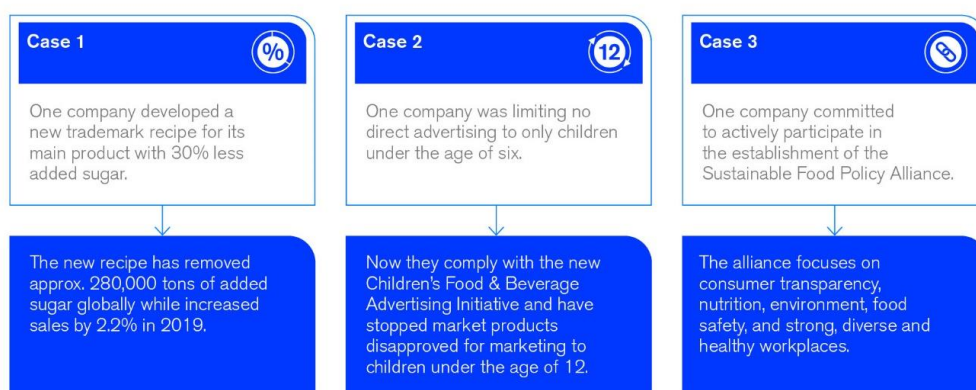 Case 1
%
One company developed a
new trademark recipe for its
main product with 30% less
added sugar.
The new recipe has removed
approx. 280,000 tons of added
sugar globally while increased
sales by 2.2% in 2019.
Case 2
12
One company was limiting no
direct advertising to only children
under the age of six.
Now they comply with the new
Children's Food & Beverage
Advertising Initiative and have
stopped market products
disapproved for marketing to
children under the age of 12.
Case 3
One company committed
to actively participate in
the establishment of the
Sustainable Food Policy Alliance.
The alliance focuses on
consumer transparency,
nutrition, environment, food
safety, and strong, diverse and
healthy workplaces.